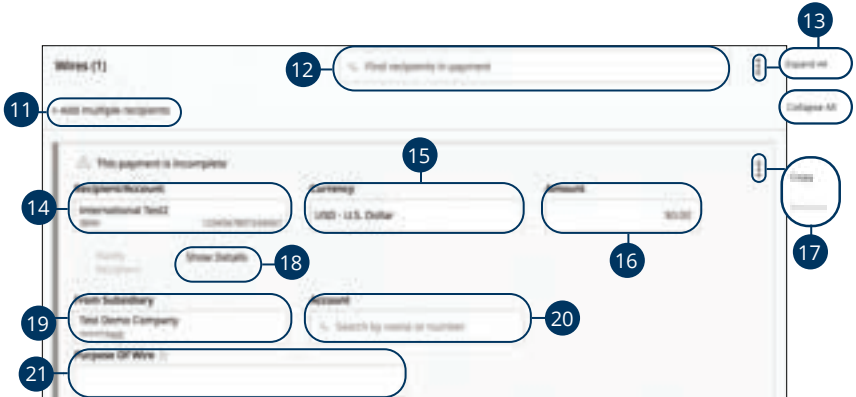 13
Wires (1)
12
Find recipients in payment
Expand All
11
+ Add multiple recipients
Collapse All
This payment is incomplete
15
14
Recipient/Account
Currency
Amount
International Test2
USD - U.S. Dollar
$0.00
Notify
Recipient
Show Details
18
16
17
From Subsidiary
Account
19
Test Demo Company
Search by name or number
20
Purpose Of Wire
21